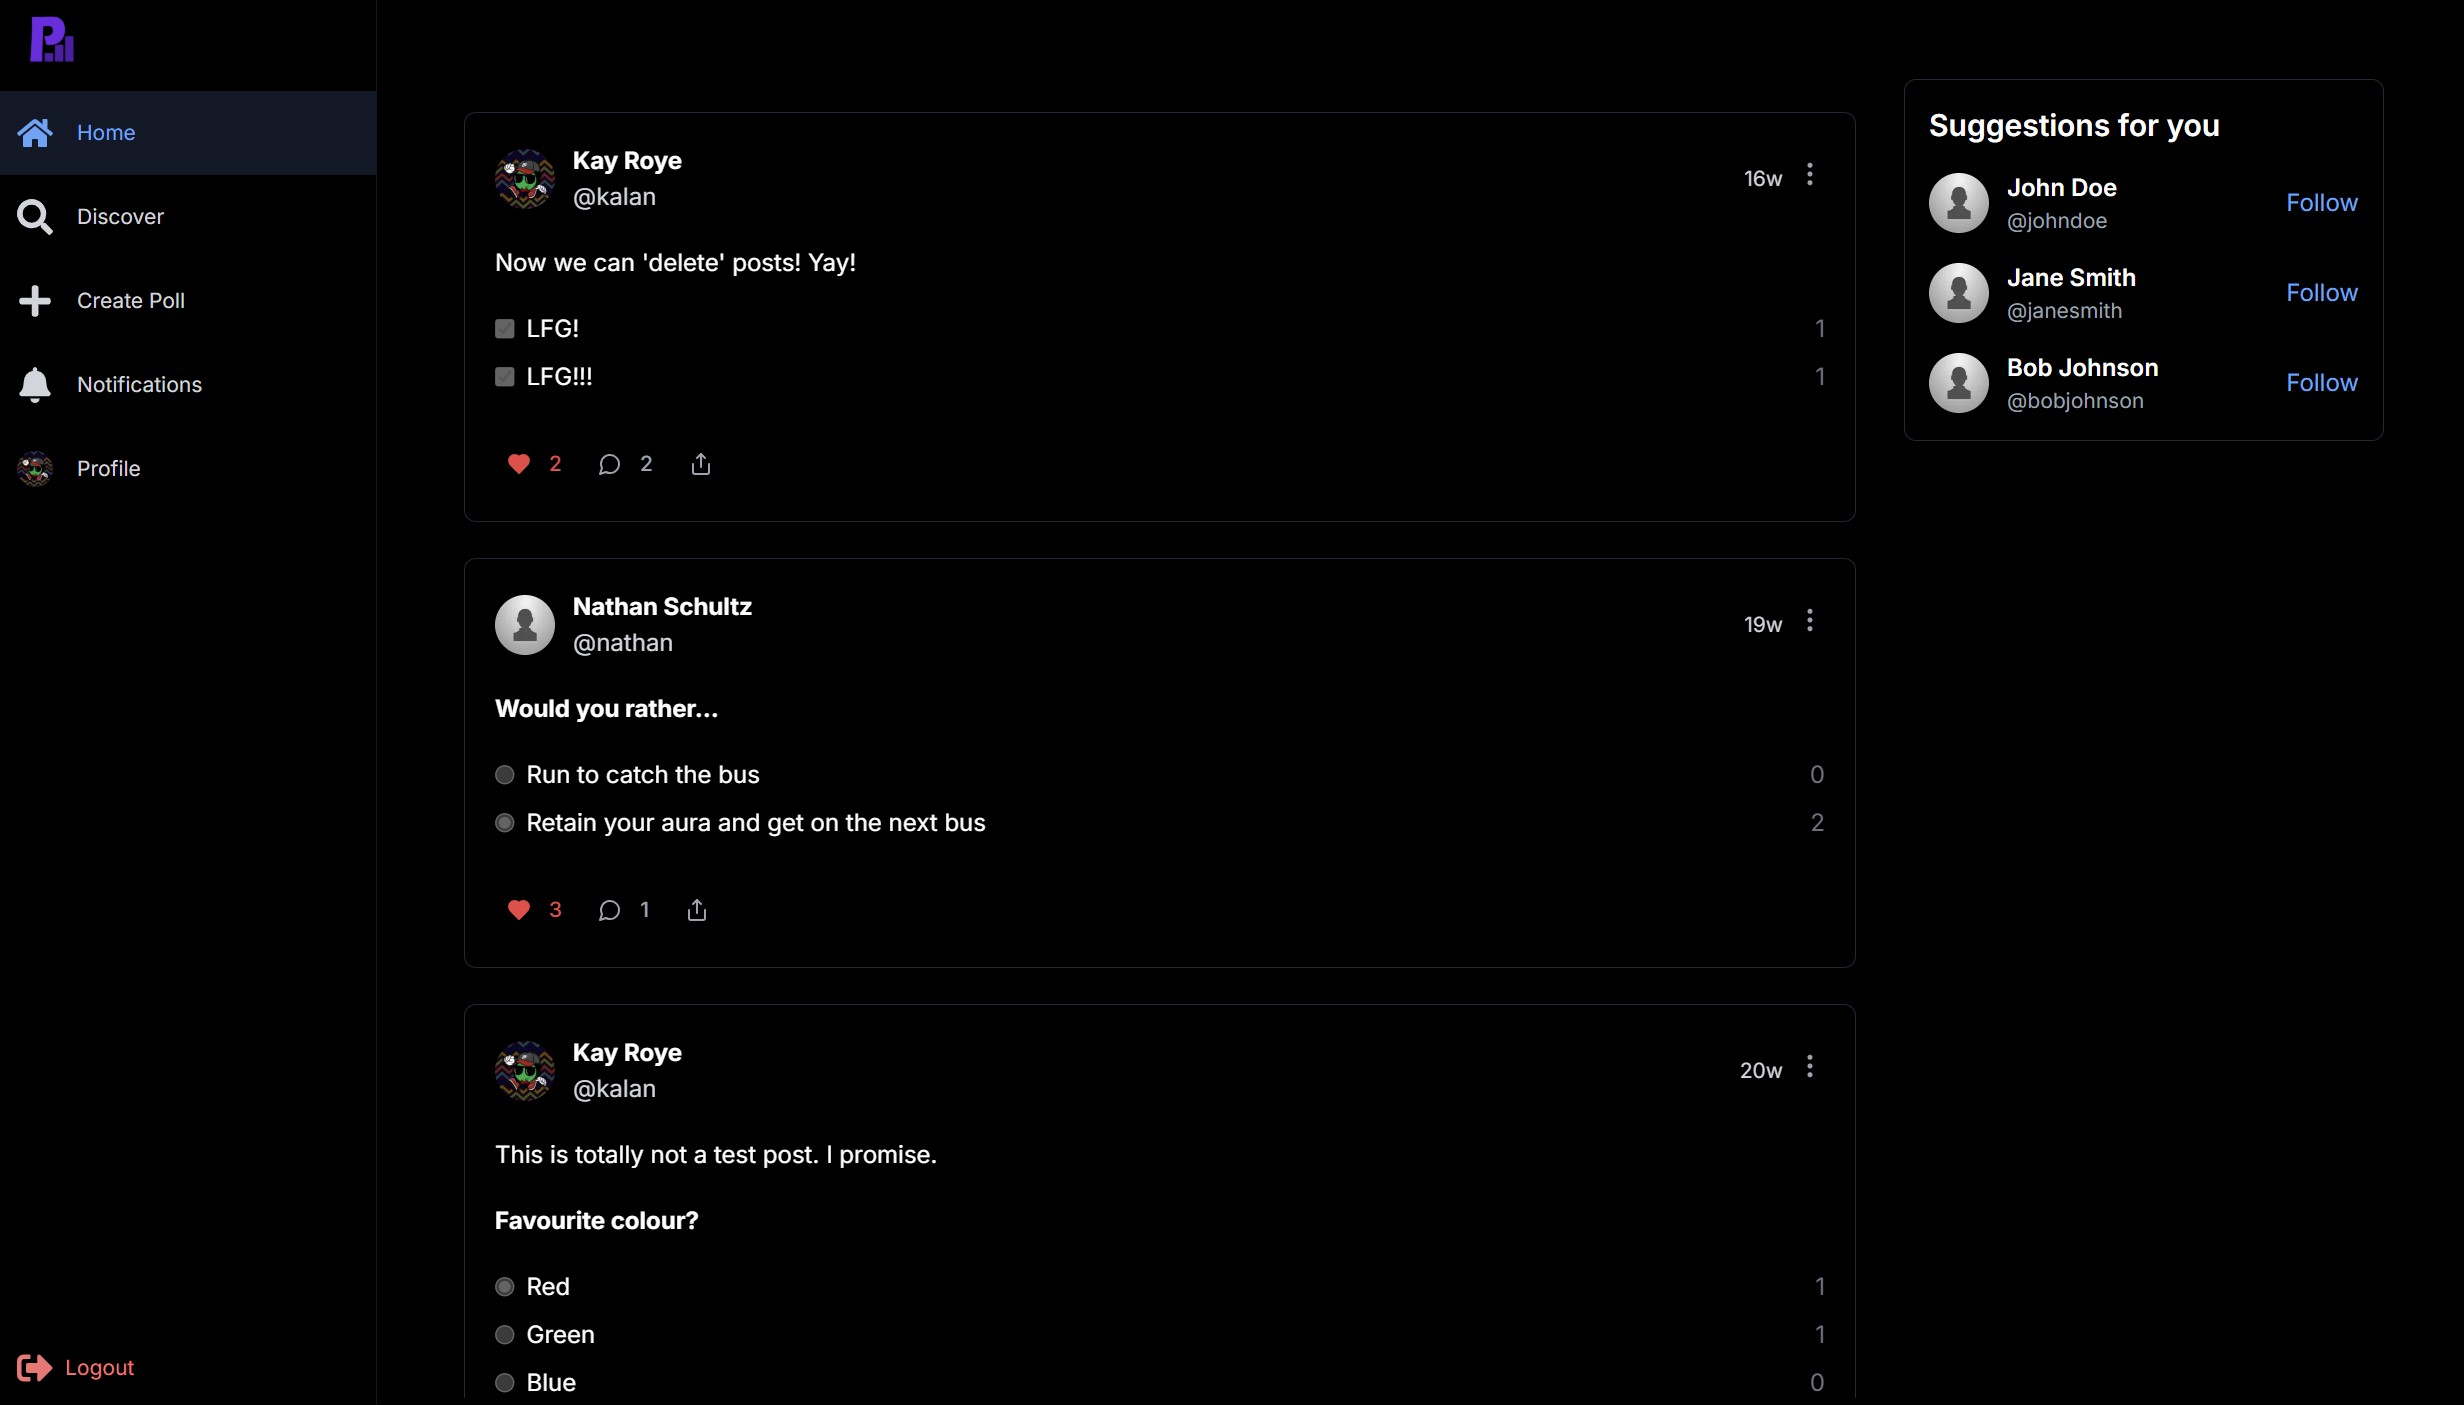 Home
Discover
Create Poll
Notifications
Profile
Logout
Kay Roye
@kalan
16w
Now we can 'delete' posts! Yay!
LFG! 1
LFG!!! 1
2 2
Nathan Schultz
@nathan
19w
Would you rather...
Run to catch the bus 0
Retain your aura and get on the next bus 2
3 1
Kay Roye
@kalan
20w
This is totally not a test post. I promise.
Favourite colour?
Red 1
Green 1
Blue 0
Suggestions for you
John Doe
@johndoe
Follow
Jane Smith
@janesmith
Follow
Bob Johnson
@bobjohnson
Follow